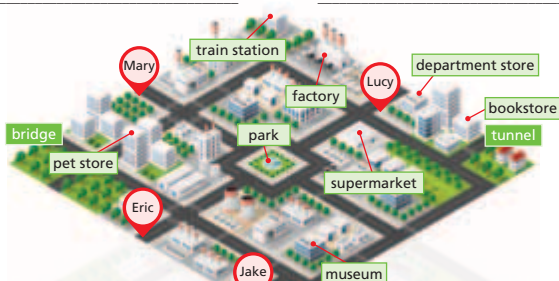 train station
Mary
department store
Lucy
factory
bookstore
bridge
park
tunnel
pet store
supermarket
Eric
Jake
museum